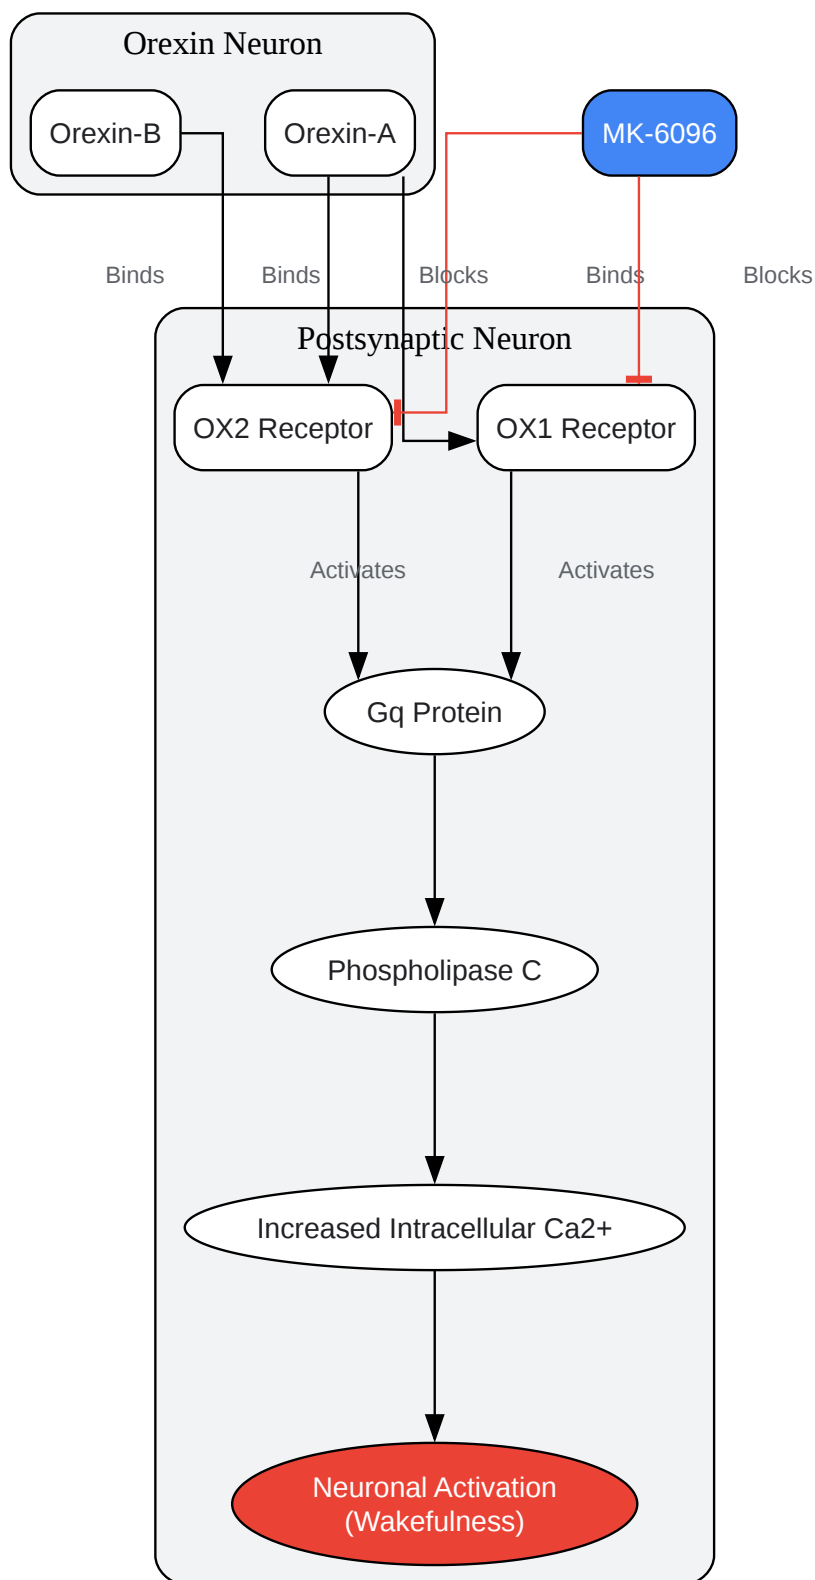 Orexin Neuron
Orexin-B
Orexin-A
MK-6096
Binds
Binds
Blocks
Binds
Blocks
Postsynaptic Neuron
OX2 Receptor
OX1 Receptor
Activates
Activates
Gq Protein
Phospholipase C
Increased Intracellular Ca2+
Neuronal Activation
(Wakefulness)